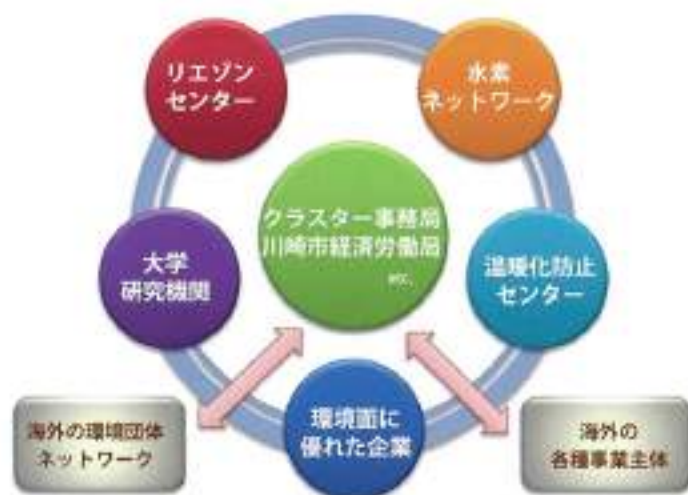 リエゾン
センター
水素
ネットワーク
クラスター事務局
川崎市経済労働局
etc.
大学
研究機関
温暖化防止
センター
環境面に
優れた企業
海外の環境団体
ネットワーク
海外の
各種事業主体